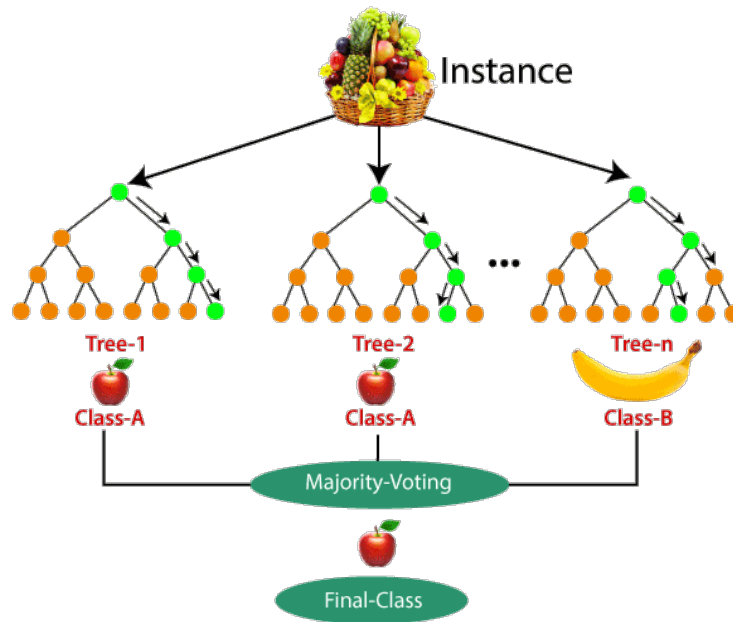 Instance
Tree-1
Tree-2
Tree-n
Class-A
Class-A
Class-B
Majority-Voting
Final-Class